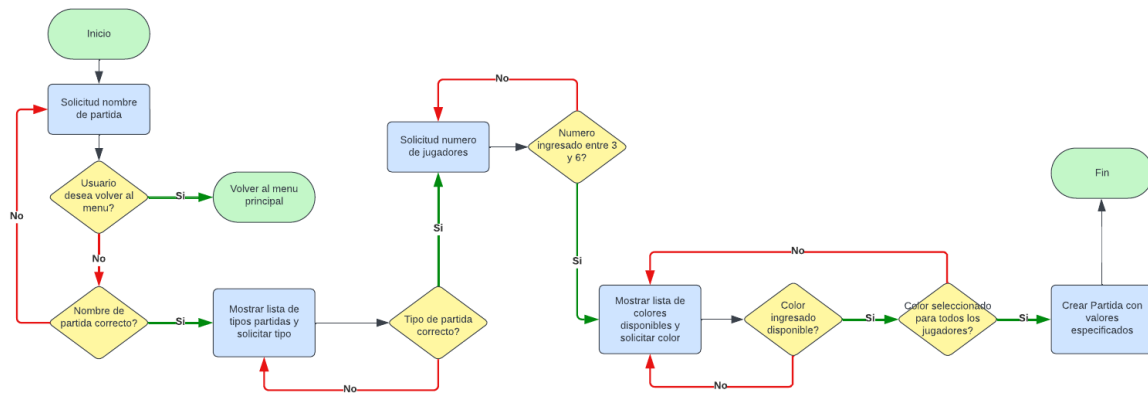 Inicio
Solicitud nombre
de partida
Usuario
desea volver al
menu?
Si
Volver al menu
principal
No
No
Nombre de
partida correcto?
Si
Mostrar lista de
tipos partidas y
solicitar tipo
Tipo de partida
correcto?
No
Si
Solicitud numero
de jugadores
No
Numero
ingresado entre 3
y 6?
Si
Mostrar lista de
colores
disponibles y
solicitar color
Color
ingresado
disponible?
No
Si
No
Color seleccionado
para todos los
jugadores?
Si
Crear Partida con
valores
especificados
Fin